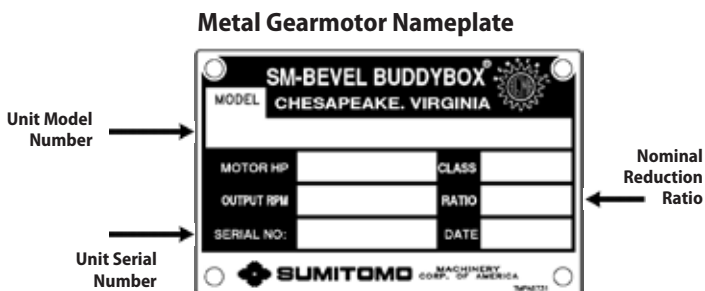 Metal Gearmotor Nameplate
SM-BEVEL BUDDYBOX®
MODEL CHESAPEAKE. VIRGINIA
Unit Model
Number
MOTOR HP CLASS
OUTPUT RPM RATIO
SERIAL NO: DATE
Nominal
Reduction
Ratio
Unit Serial
Number
SUMITOMO MACHINERY
CORP. OF AMERICA